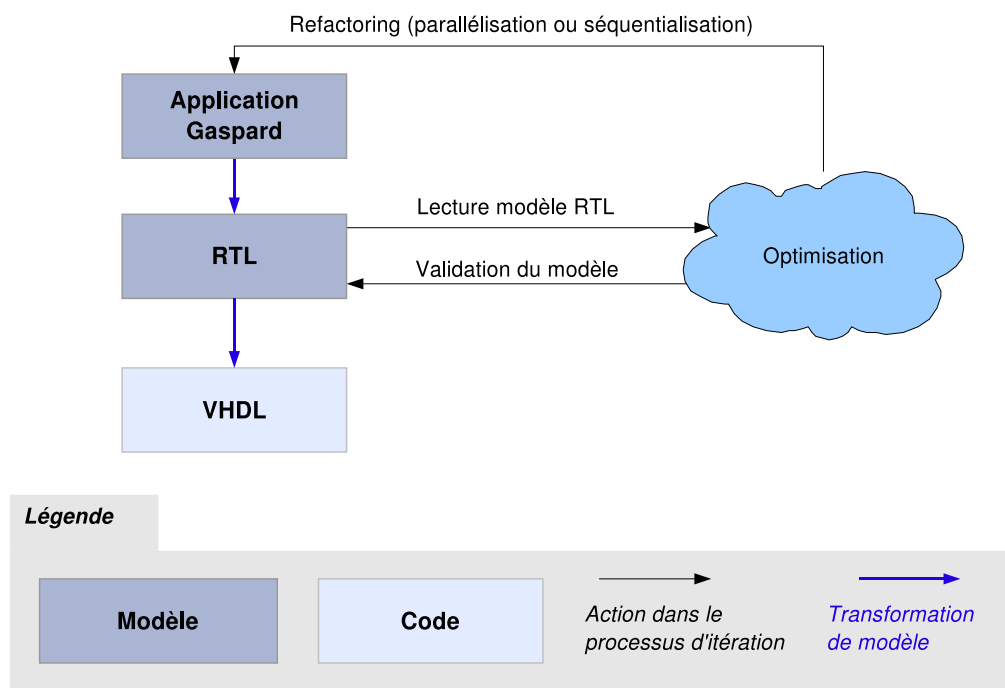 Refactoring (parallélisation ou séquentialisation)
Application
Gaspard
Lecture modèle RTL
RTL
Optimisation
Validation du modèle
VHDL
Légende
Modèle
Code
Action dans le
processus d'itération
Transformation
de modèle